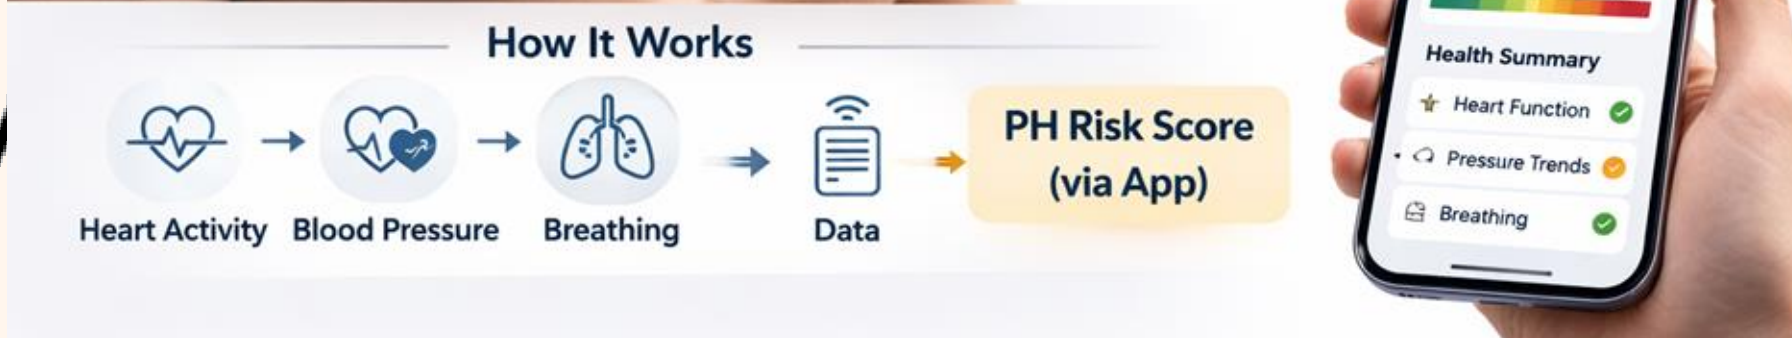 How It Works
Heart Activity
Blood Pressure
Breathing
Data
PH Risk Score
(via App)
Health Summary
Heart Function
Pressure Trends
Breathing